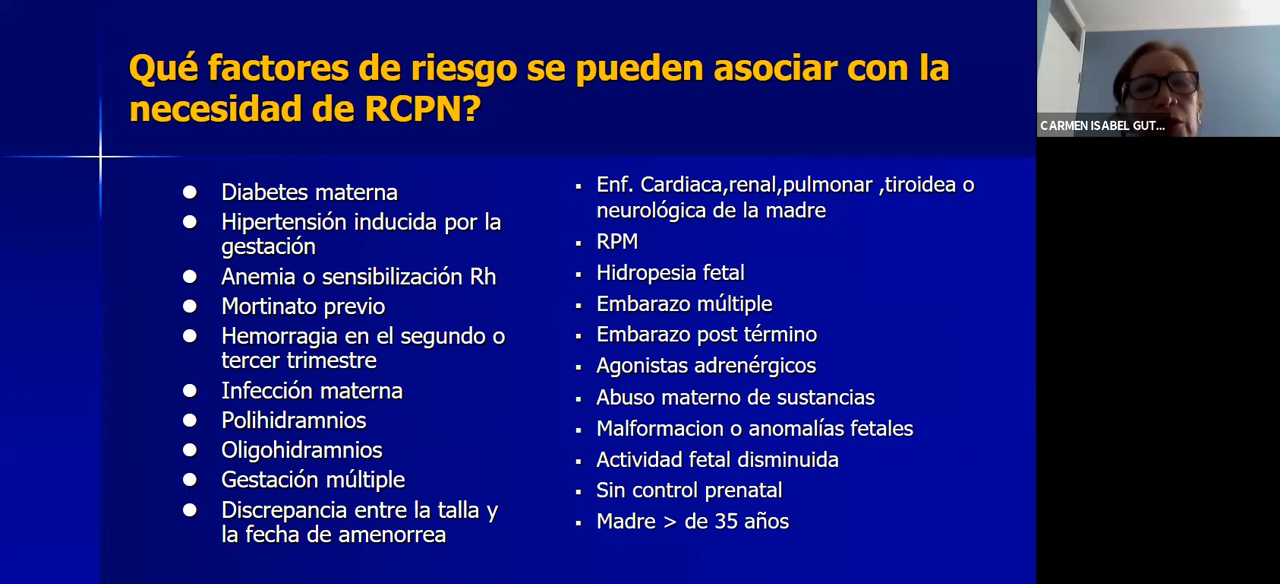 Qué factores de riesgo se pueden asociar con la
necesidad de RCPN?
Diabetes materna
Hipertensión inducida por la
gestación
Anemia o sensibilización Rh
Mortinato previo
Hemorragia en el segundo o
tercer trimestre
Infección materna
Polihidramnios
Oligohidramnios
Gestación múltiple
Discrepancia entre la talla y
la fecha de amenorrea
Enf. Cardiaca,renal,pulmonar ,tiroidea o
neurológica de la madre
RPM
Hidropesia fetal
Embarazo múltiple
Embarazo post término
Agonistas adrenérgicos
Abuso materno de sustancias
Malformacion o anomalías fetales
Actividad fetal disminuida
Sin control prenatal
Madre > de 35 años
CARMEN ISABEL GUT...